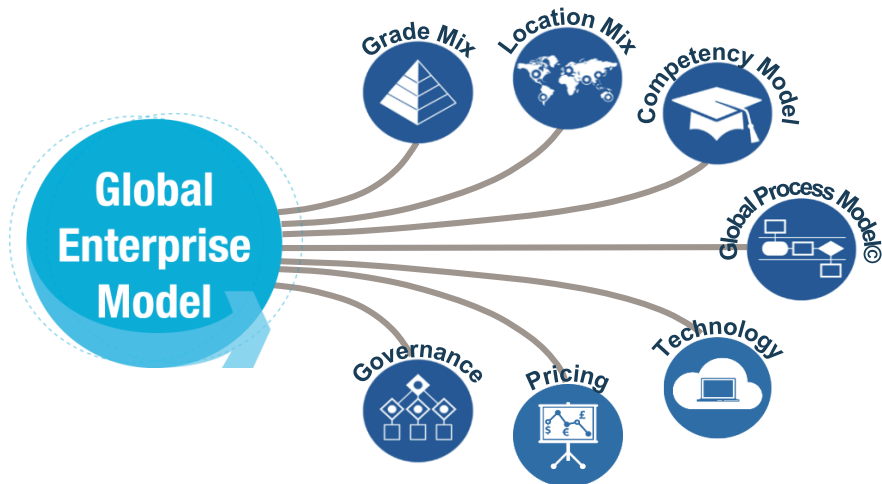 Global
Enterprise
Model
Grade Mix
Location Mix
Competency Model
Global Process Model©
Technology
Pricing
$ € £
Governance